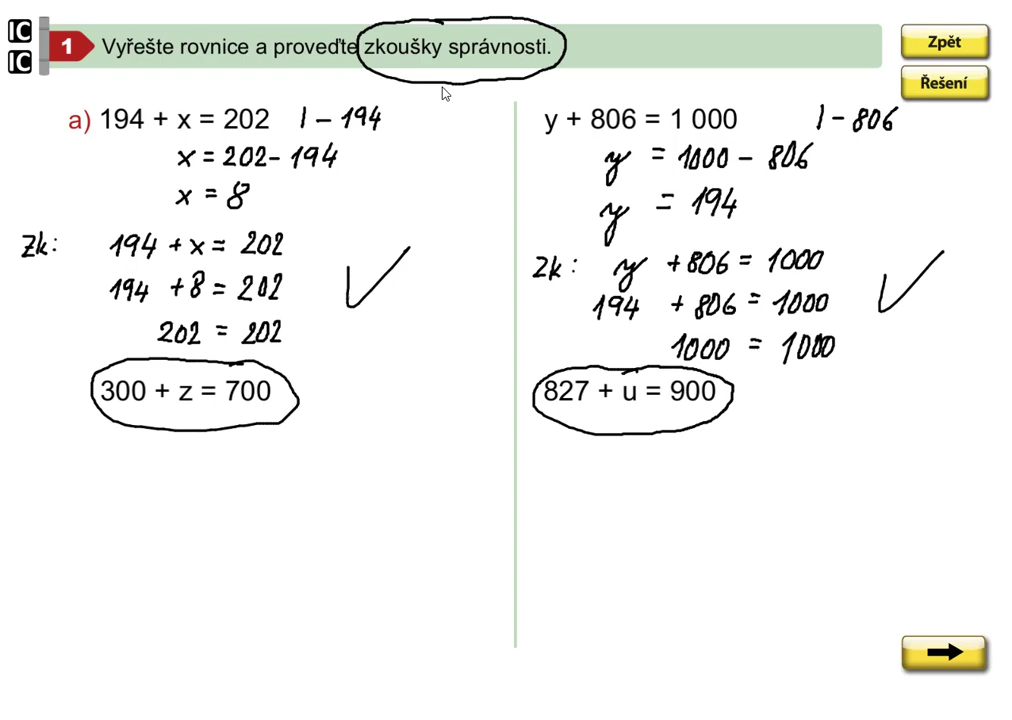 IC
IC
1 Vyřešte rovnice a proveďte zkoušky správnosti.
Zpět
Řešení
a) 194 + x = 202 | - 194
x = 202 - 194
x = 8
Zk: 194 + x = 202
194 + 8 = 202
202 = 202
300 + z = 700
y + 806 = 1 000 | - 806
y = 1000 - 806
y = 194
Zk: y + 806 = 1000
194 + 806 = 1000
1000 = 1000
827 + u = 900